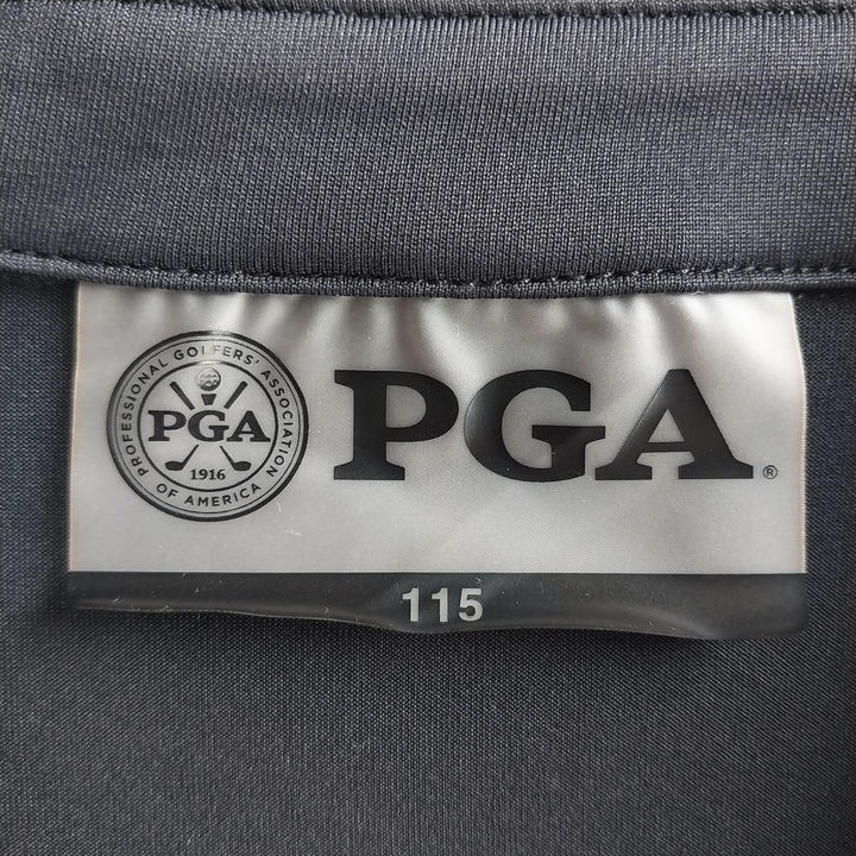 PROFESSIONAL GOLFERS' ASSOCIATION
OF AMERICA
PGA
1916
PGA®
115